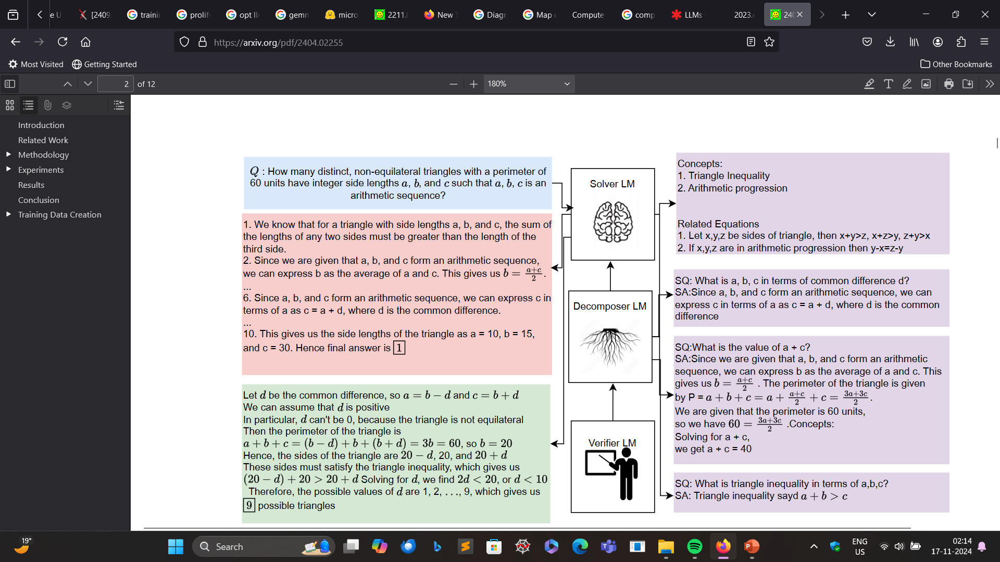 e U
[2409
trainin
prolif
opt ll
gemm
micro
2211.
New T
Diagr
Map c
Compute
comp
LLMs
2023.
240
https://arxiv.org/pdf/2404.02255
Most Visited
Getting Started
Other Bookmarks
2 of 12
180%
Introduction
Related Work
Methodology
Experiments
Results
Conclusion
Training Data Creation
Q : How many distinct, non-equilateral triangles with a perimeter of
60 units have integer side lengths a, b, and c such that a, b, c is an
arithmetic sequence?
1. We know that for a triangle with side lengths a, b, and c, the sum of
the lengths of any two sides must be greater than the length of the
third side.
2. Since we are given that a, b, and c form an arithmetic sequence,
we can express b as the average of a and c. This gives us b = (a+c)/2.
...
6. Since a, b, and c form an arithmetic sequence, we can express c in
terms of a as c = a + d, where d is the common difference.
...
10. This gives us the side lengths of the triangle as a = 10, b = 15,
and c = 30. Hence final answer is 1
Let d be the common difference, so a = b − d and c = b + d
We can assume that d is positive
In particular, d can't be 0, because the triangle is not equilateral
Then the perimeter of the triangle is
a + b + c = (b − d) + b + (b + d) = 3b = 60, so b = 20
Hence, the sides of the triangle are 20 − d, 20, and 20 + d
These sides must satisfy the triangle inequality, which gives us
(20 − d) + 20 > 20 + d Solving for d, we find 2d < 20, or d < 10
Therefore, the possible values of d are 1, 2, . . ., 9, which gives us
9 possible triangles
Solver LM
Decomposer LM
Verifier LM
Concepts:
1. Triangle Inequality
2. Arithmetic progression
Related Equations
1. Let x,y,z be sides of triangle, then x+y>z, x+z>y, z+y>x
2. If x,y,z are in arithmetic progression then y-x=z-y
SQ: What is a, b, c in terms of common difference d?
SA:Since a, b, and c form an arithmetic sequence, we can
express c in terms of a as c = a + d, where d is the common
difference
SQ:What is the value of a + c?
SA:Since we are given that a, b, and c form an arithmetic
sequence, we can express b as the average of a and c. This
gives us b = (a+c)/2 . The perimeter of the triangle is given
by P = a + b + c = a + (a+c)/2 + c = (3a+3c)/2 .
We are given that the perimeter is 60 units,
so we have 60 = (3a+3c)/2 .Concepts:
Solving for a + c,
we get a + c = 40
SQ: What is triangle inequality in terms of a,b,c?
SA: Triangle inequality sayd a + b > c
19°
Search
ENG
US
02:14
17-11-2024